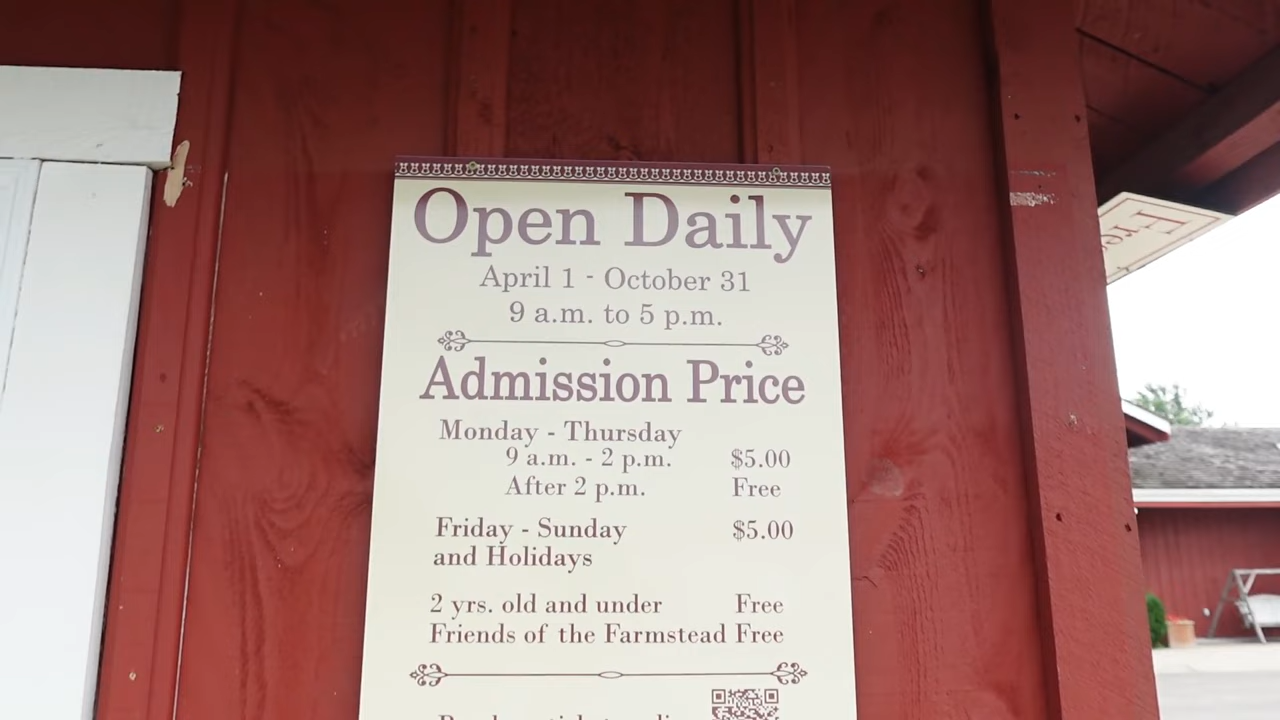 Open Daily
April 1 - October 31
9 a.m. to 5 p.m.
Admission Price
Monday - Thursday
9 a.m. - 2 p.m. $5.00
After 2 p.m. Free
Friday - Sunday $5.00
and Holidays
2 yrs. old and under Free
Friends of the Farmstead Free